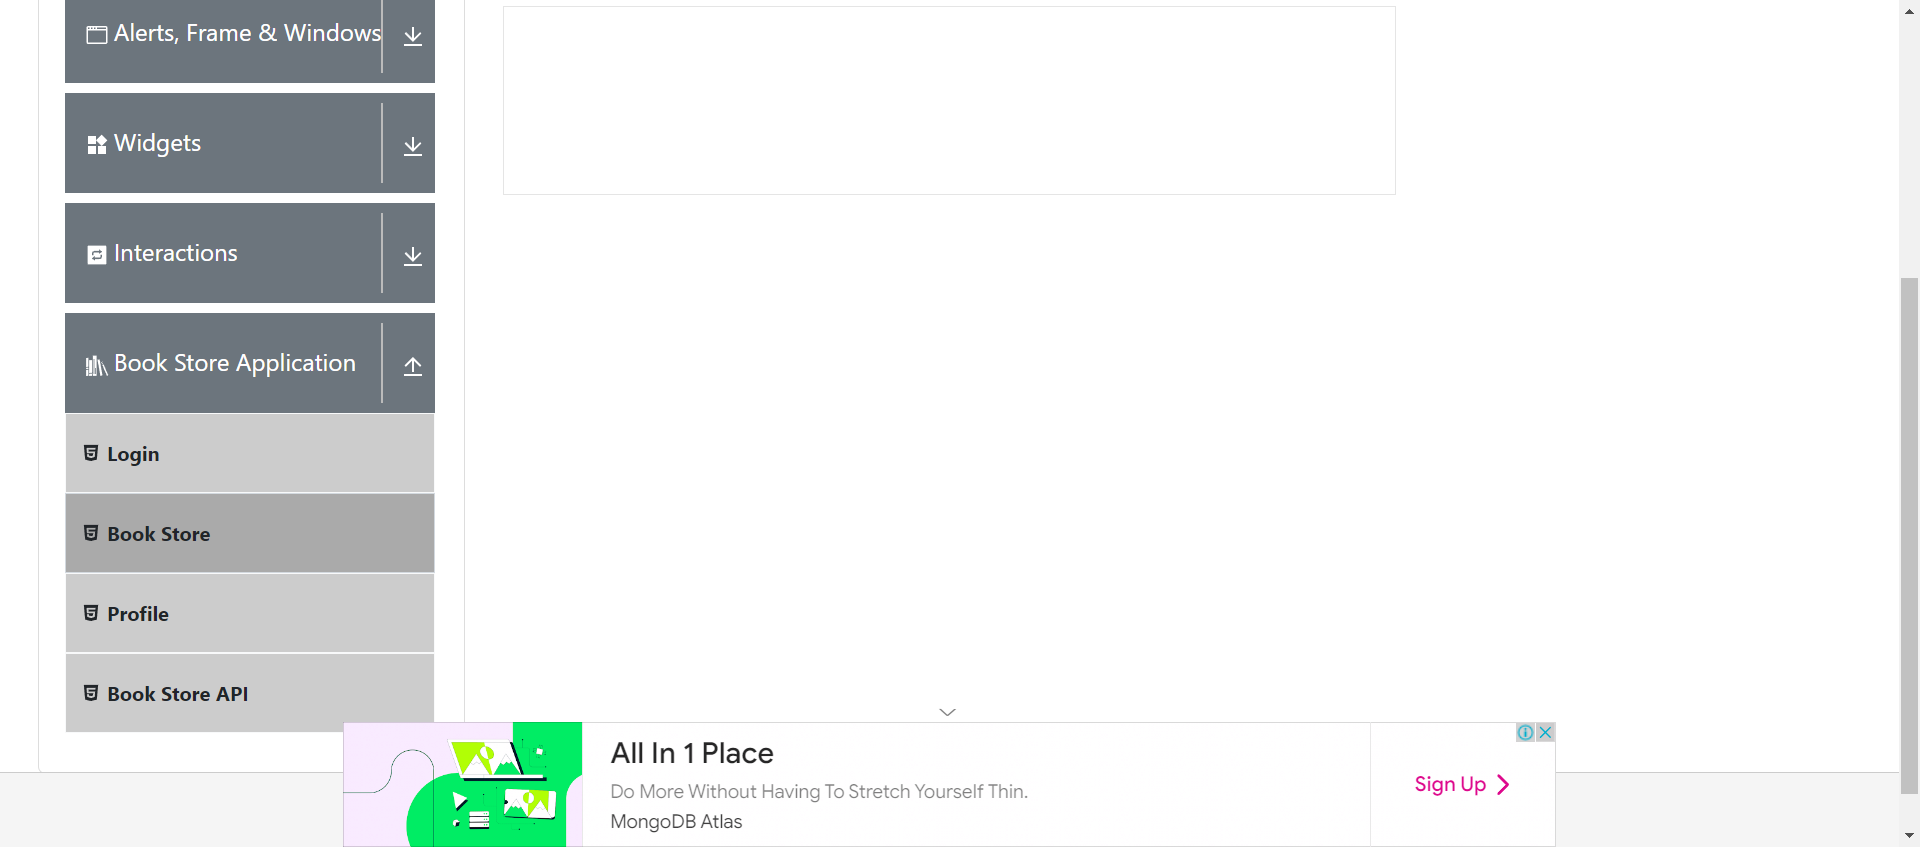 Alerts, Frame & Windows
Widgets
Interactions
Book Store Application
Login
Book Store
Profile
Book Store API
All In 1 Place
Do More Without Having To Stretch Yourself Thin.
MongoDB Atlas
Sign Up